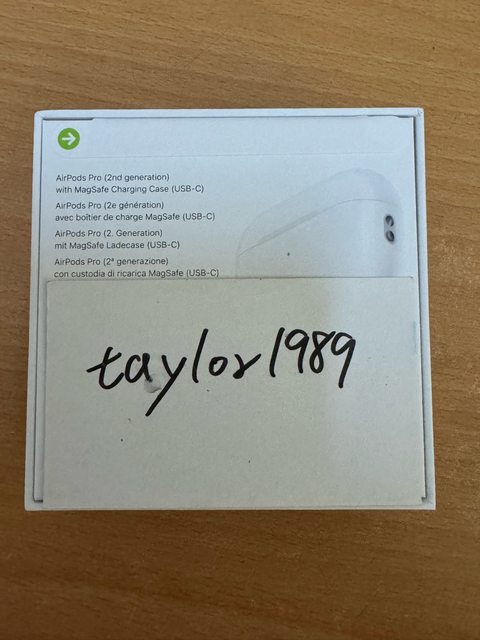 AirPods Pro (2nd generation)
with MagSafe Charging Case (USB-C)
AirPods Pro (2e génération)
avec boîtier de charge MagSafe (USB-C)
AirPods Pro (2. Generation)
mit MagSafe Ladecase (USB-C)
AirPods Pro (2ª generazione)
con custodia di ricarica MagSafe (USB-C)
taylor1989